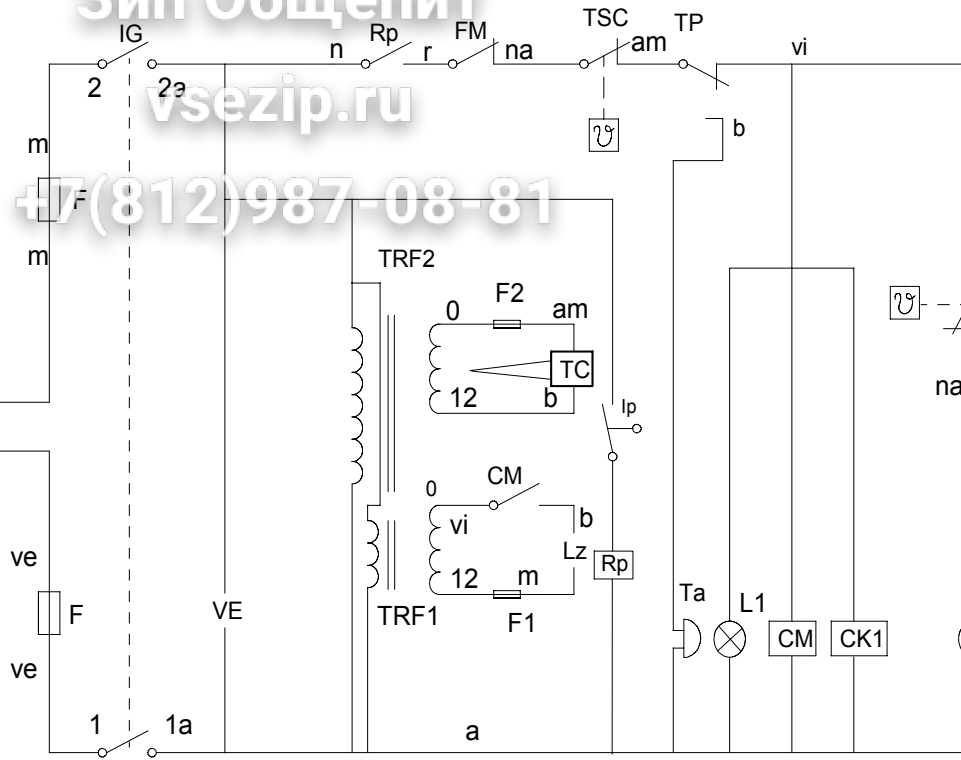 Зип Общепит
IG
n
Rp
r
FM
na
TSC
am
TP
vi
2
2a
vsezip.ru
m
b
F
+7(812)987-08-81
m
TRF2
0
F2
am
TC
12
b
Ip
na
0
CM
vi
b
Lz
Rp
12
m
F1
TRF1
ve
F
VE
Ta
L1
CM
CK1
ve
1
1a
a